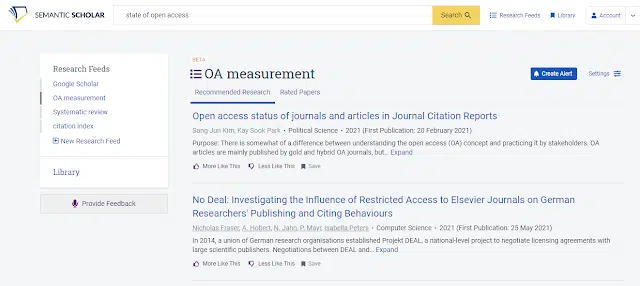 SEMANTIC SCHOLAR
state of open access
Search
Research Feeds
Library
Account
Research Feeds
Google Scholar
OA measurement
Systematic review
citation index
New Research Feed
Library
Provide Feedback
BETA
OA measurement
Create Alert
Settings
Recommended Research
Rated Papers
Open access status of journals and articles in Journal Citation Reports
Sang-Jun Kim, Kay Sook Park • Political Science • 2021 (First Publication: 20 February 2021)
Purpose: There is somewhat of a difference between understanding the open access (OA) concept and practicing it by stakeholders. OA
articles are mainly published by gold and hybrid OA journals, but... Expand
More Like This
Less Like This
Save
No Deal: Investigating the Influence of Restricted Access to Elsevier Journals on German
Researchers' Publishing and Citing Behaviours
Nicholas Fraser, A. Hobert, N. Jahn, P. Mayr, Isabella Peters • Computer Science • 2021 (First Publication: 25 May 2021)
In 2014, a union of German research organisations established Projekt DEAL, a national-level project to negotiate licensing agreements with
large scientific publishers. Negotiations between DEAL and... Expand
More Like This
Less Like This
Save